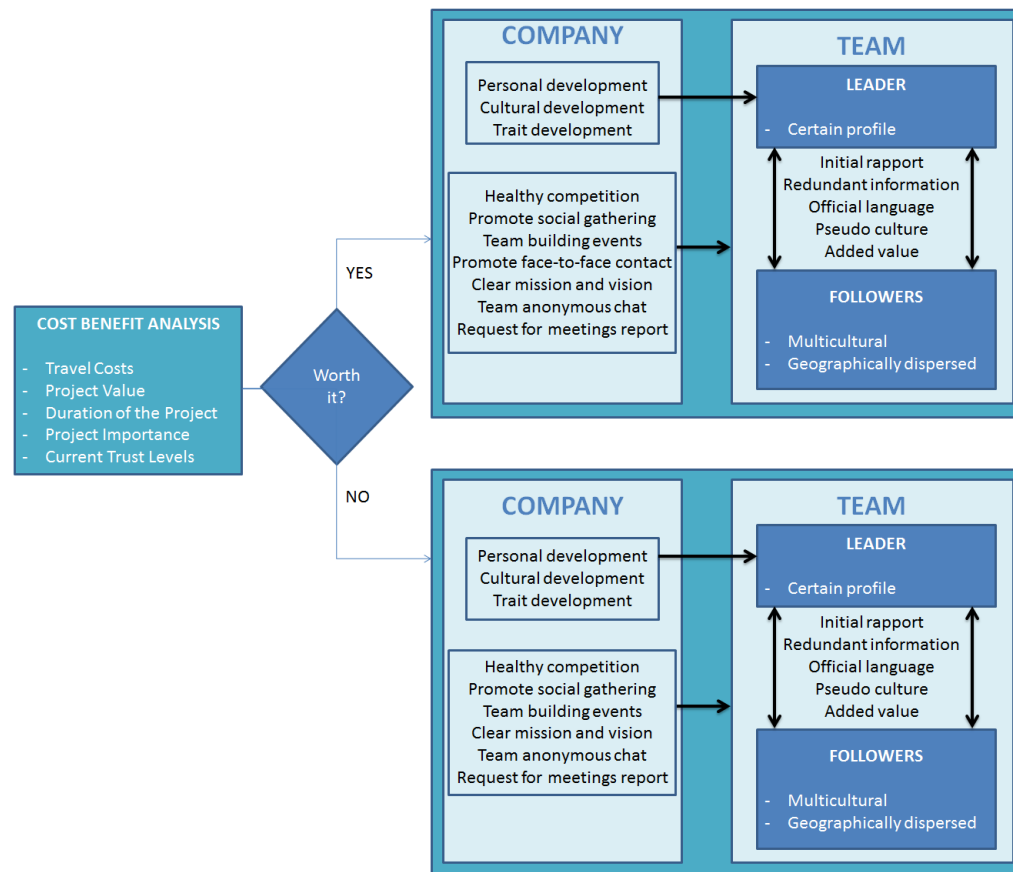 COST BENEFIT ANALYSIS
- Travel Costs
- Project Value
- Duration of the Project
- Project Importance
- Current Trust Levels
Worth
it?
YES
NO
COMPANY
Personal development
Cultural development
Trait development
Healthy competition
Promote social gathering
Team building events
Promote face-to-face contact
Clear mission and vision
Team anonymous chat
Request for meetings report
TEAM
LEADER
- Certain profile
Initial rapport
Redundant information
Official language
Pseudo culture
Added value
FOLLOWERS
- Multicultural
- Geographically dispersed
COMPANY
Personal development
Cultural development
Trait development
Healthy competition
Promote social gathering
Team building events
Clear mission and vision
Team anonymous chat
Request for meetings report
TEAM
LEADER
- Certain profile
Initial rapport
Redundant information
Official language
Pseudo culture
Added value
FOLLOWERS
- Multicultural
- Geographically dispersed